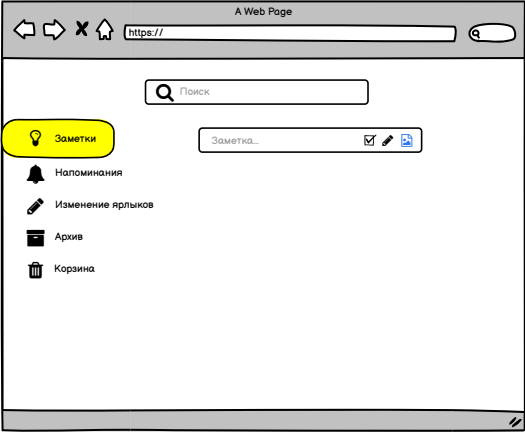 A Web Page
https://
Поиск
Заметки
Заметка...
Напоминания
Изменение ярлыков
Архив
Корзина